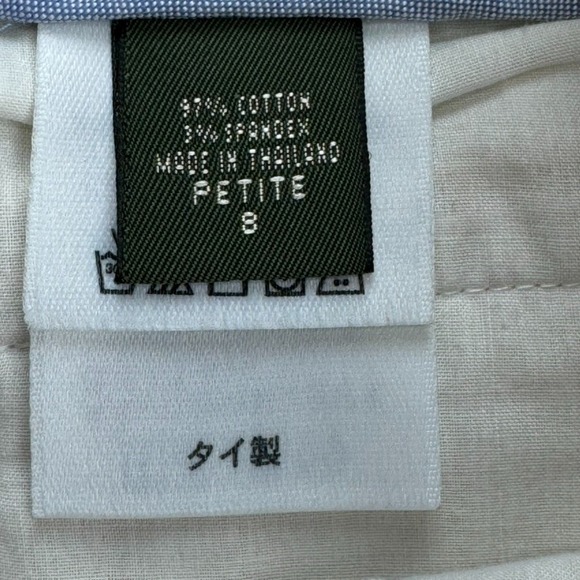 97% COTTON
3% SPANDEX
MADE IN THAILAND
PETITE
8
タイ製